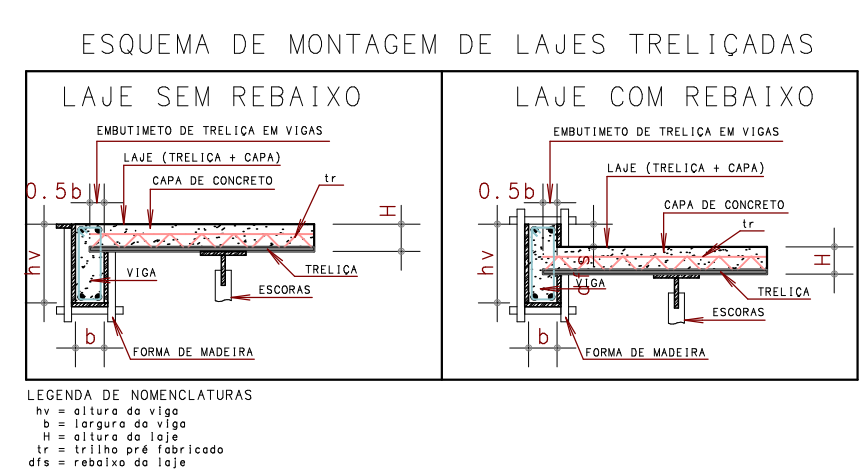 ESQUEMA DE MONTAGEM DE LAJES TRELIÇADAS
LAJE SEM REBAIXO
EMBUTIMETO DE TRELIÇA EM VIGAS
LAJE (TRELIÇA + CAPA)
CAPA DE CONCRETO
tr
0.5b
H
hv
VIGA
TRELIÇA
ESCORAS
b
FORMA DE MADEIRA
LAJE COM REBAIXO
EMBUTIMETO DE TRELIÇA EM VIGAS
LAJE (TRELIÇA + CAPA)
0.5b
CAPA DE CONCRETO
tr
hv
dfs
H
VIGA
TRELIÇA
ESCORAS
b
FORMA DE MADEIRA
LEGENDA DE NOMENCLATURAS
hv = altura da viga
b = largura da viga
H = altura da laje
tr = trilho pré fabricado
dfs = rebaixo da laje